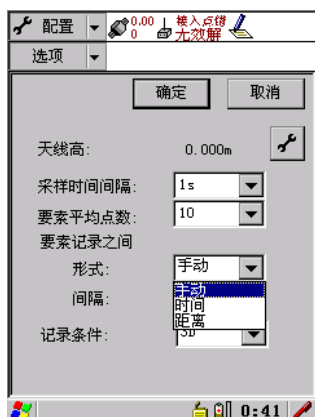 配置 0.00 接入点错
0 无效解
选项
确定 取消
天线高: 0.000m
采样时间间隔: 1s
要素平均点数: 10
要素记录之间
形式: 手动
手动
间隔: 时间
距离
记录条件: 3D
0:41